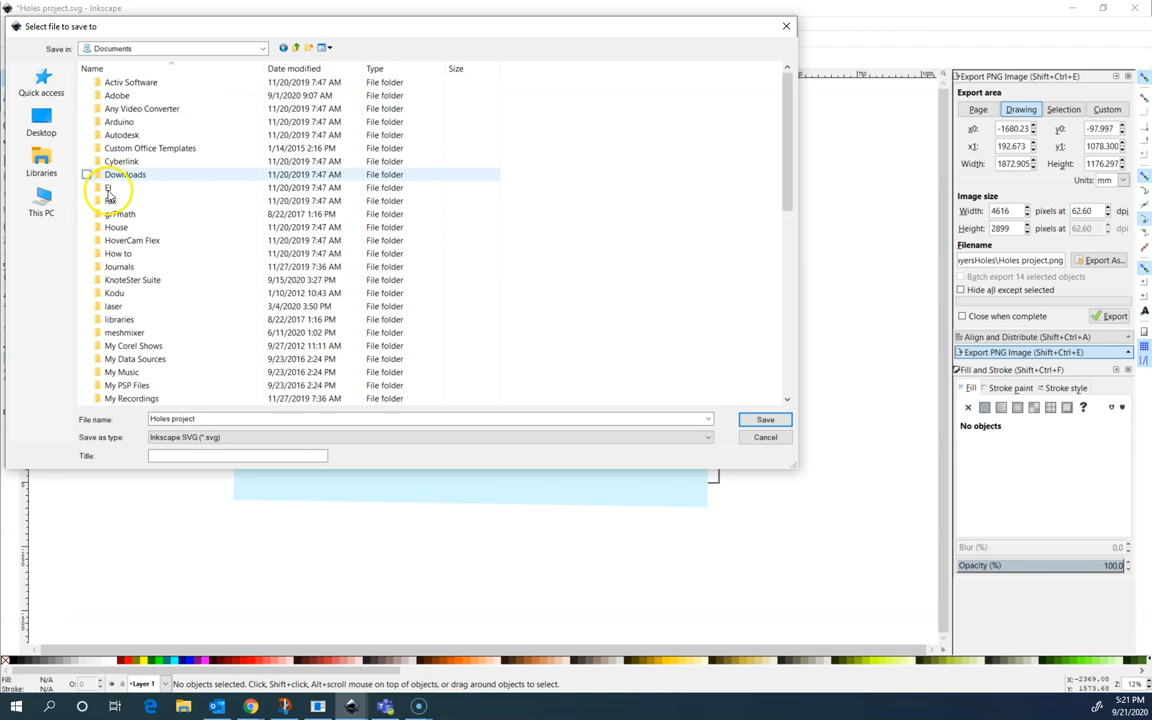 *Holes project.svg - Inkscape
Select file to save to
Save in:
Documents
Name
Date modified
Type
Size
Quick access
Desktop
Libraries
This PC
Activ Software 11/20/2019 7:47 AM File folder
Adobe 9/1/2020 9:07 AM File folder
Any Video Converter 11/20/2019 7:47 AM File folder
Arduino 11/20/2019 7:47 AM File folder
Autodesk 11/20/2019 7:47 AM File folder
Custom Office Templates 1/14/2015 2:16 PM File folder
Cyberlink 11/20/2019 7:47 AM File folder
Downloads 11/20/2019 7:47 AM File folder
11/20/2019 7:47 AM File folder
Fax 11/20/2019 7:47 AM File folder
gr7math 8/22/2017 1:16 PM File folder
House 11/20/2019 7:47 AM File folder
HoverCam Flex 11/20/2019 7:47 AM File folder
How to 11/20/2019 7:47 AM File folder
Journals 11/27/2019 7:36 AM File folder
KnoteSter Suite 9/15/2020 3:27 PM File folder
Kodu 1/10/2012 10:43 AM File folder
laser 3/4/2020 3:50 PM File folder
libraries 8/22/2017 1:16 PM File folder
meshmixer 6/11/2020 1:02 PM File folder
My Corel Shows 9/27/2012 11:11 AM File folder
My Data Sources 9/23/2016 2:24 PM File folder
My Music 9/23/2016 2:24 PM File folder
My PSP Files 9/23/2016 2:24 PM File folder
My Recordings 11/27/2019 7:36 AM File folder
File name: Holes project Save
Save as type: Inkscape SVG (*.svg) Cancel
Title:
Export PNG Image (Shift+Ctrl+E)
Export area
Page Drawing Selection Custom
x0: -1680.23 y0: -97.997
x1: 192.673 y1: 1078.300
Width: 1872.905 Height: 1176.297
Units: mm
Image size
Width: 4616 pixels at 62.60 dpi
Height: 2899 pixels at 62.60 dpi
Filename
yersHoles\Holes project.png Export As...
Batch export 14 selected objects
Hide all except selected
Close when complete Export
Align and Distribute (Shift+Ctrl+A)
Export PNG Image (Shift+Ctrl+E)
Fill and Stroke (Shift+Ctrl+F)
Fill Stroke paint Stroke style
No objects
Blur (%) 0.0
Opacity (%) 100.0
Fill: N/A
Stroke: N/A
O: 0
Layer 1
No objects selected. Click, Shift+click, Alt+scroll mouse on top of objects, or drag around objects to select.
X:-2369.08
Y: 1573.68
Z: 12%
5:21 PM
9/21/2020